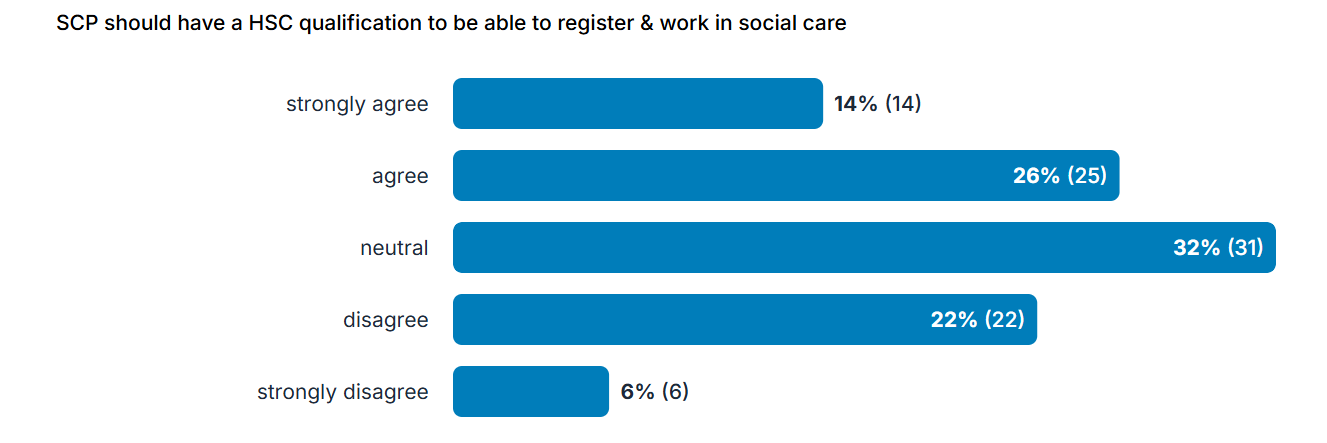 SCP should have a HSC qualification to be able to register & work in social care
strongly agree 14% (14)
agree 26% (25)
neutral 32% (31)
disagree 22% (22)
strongly disagree 6% (6)